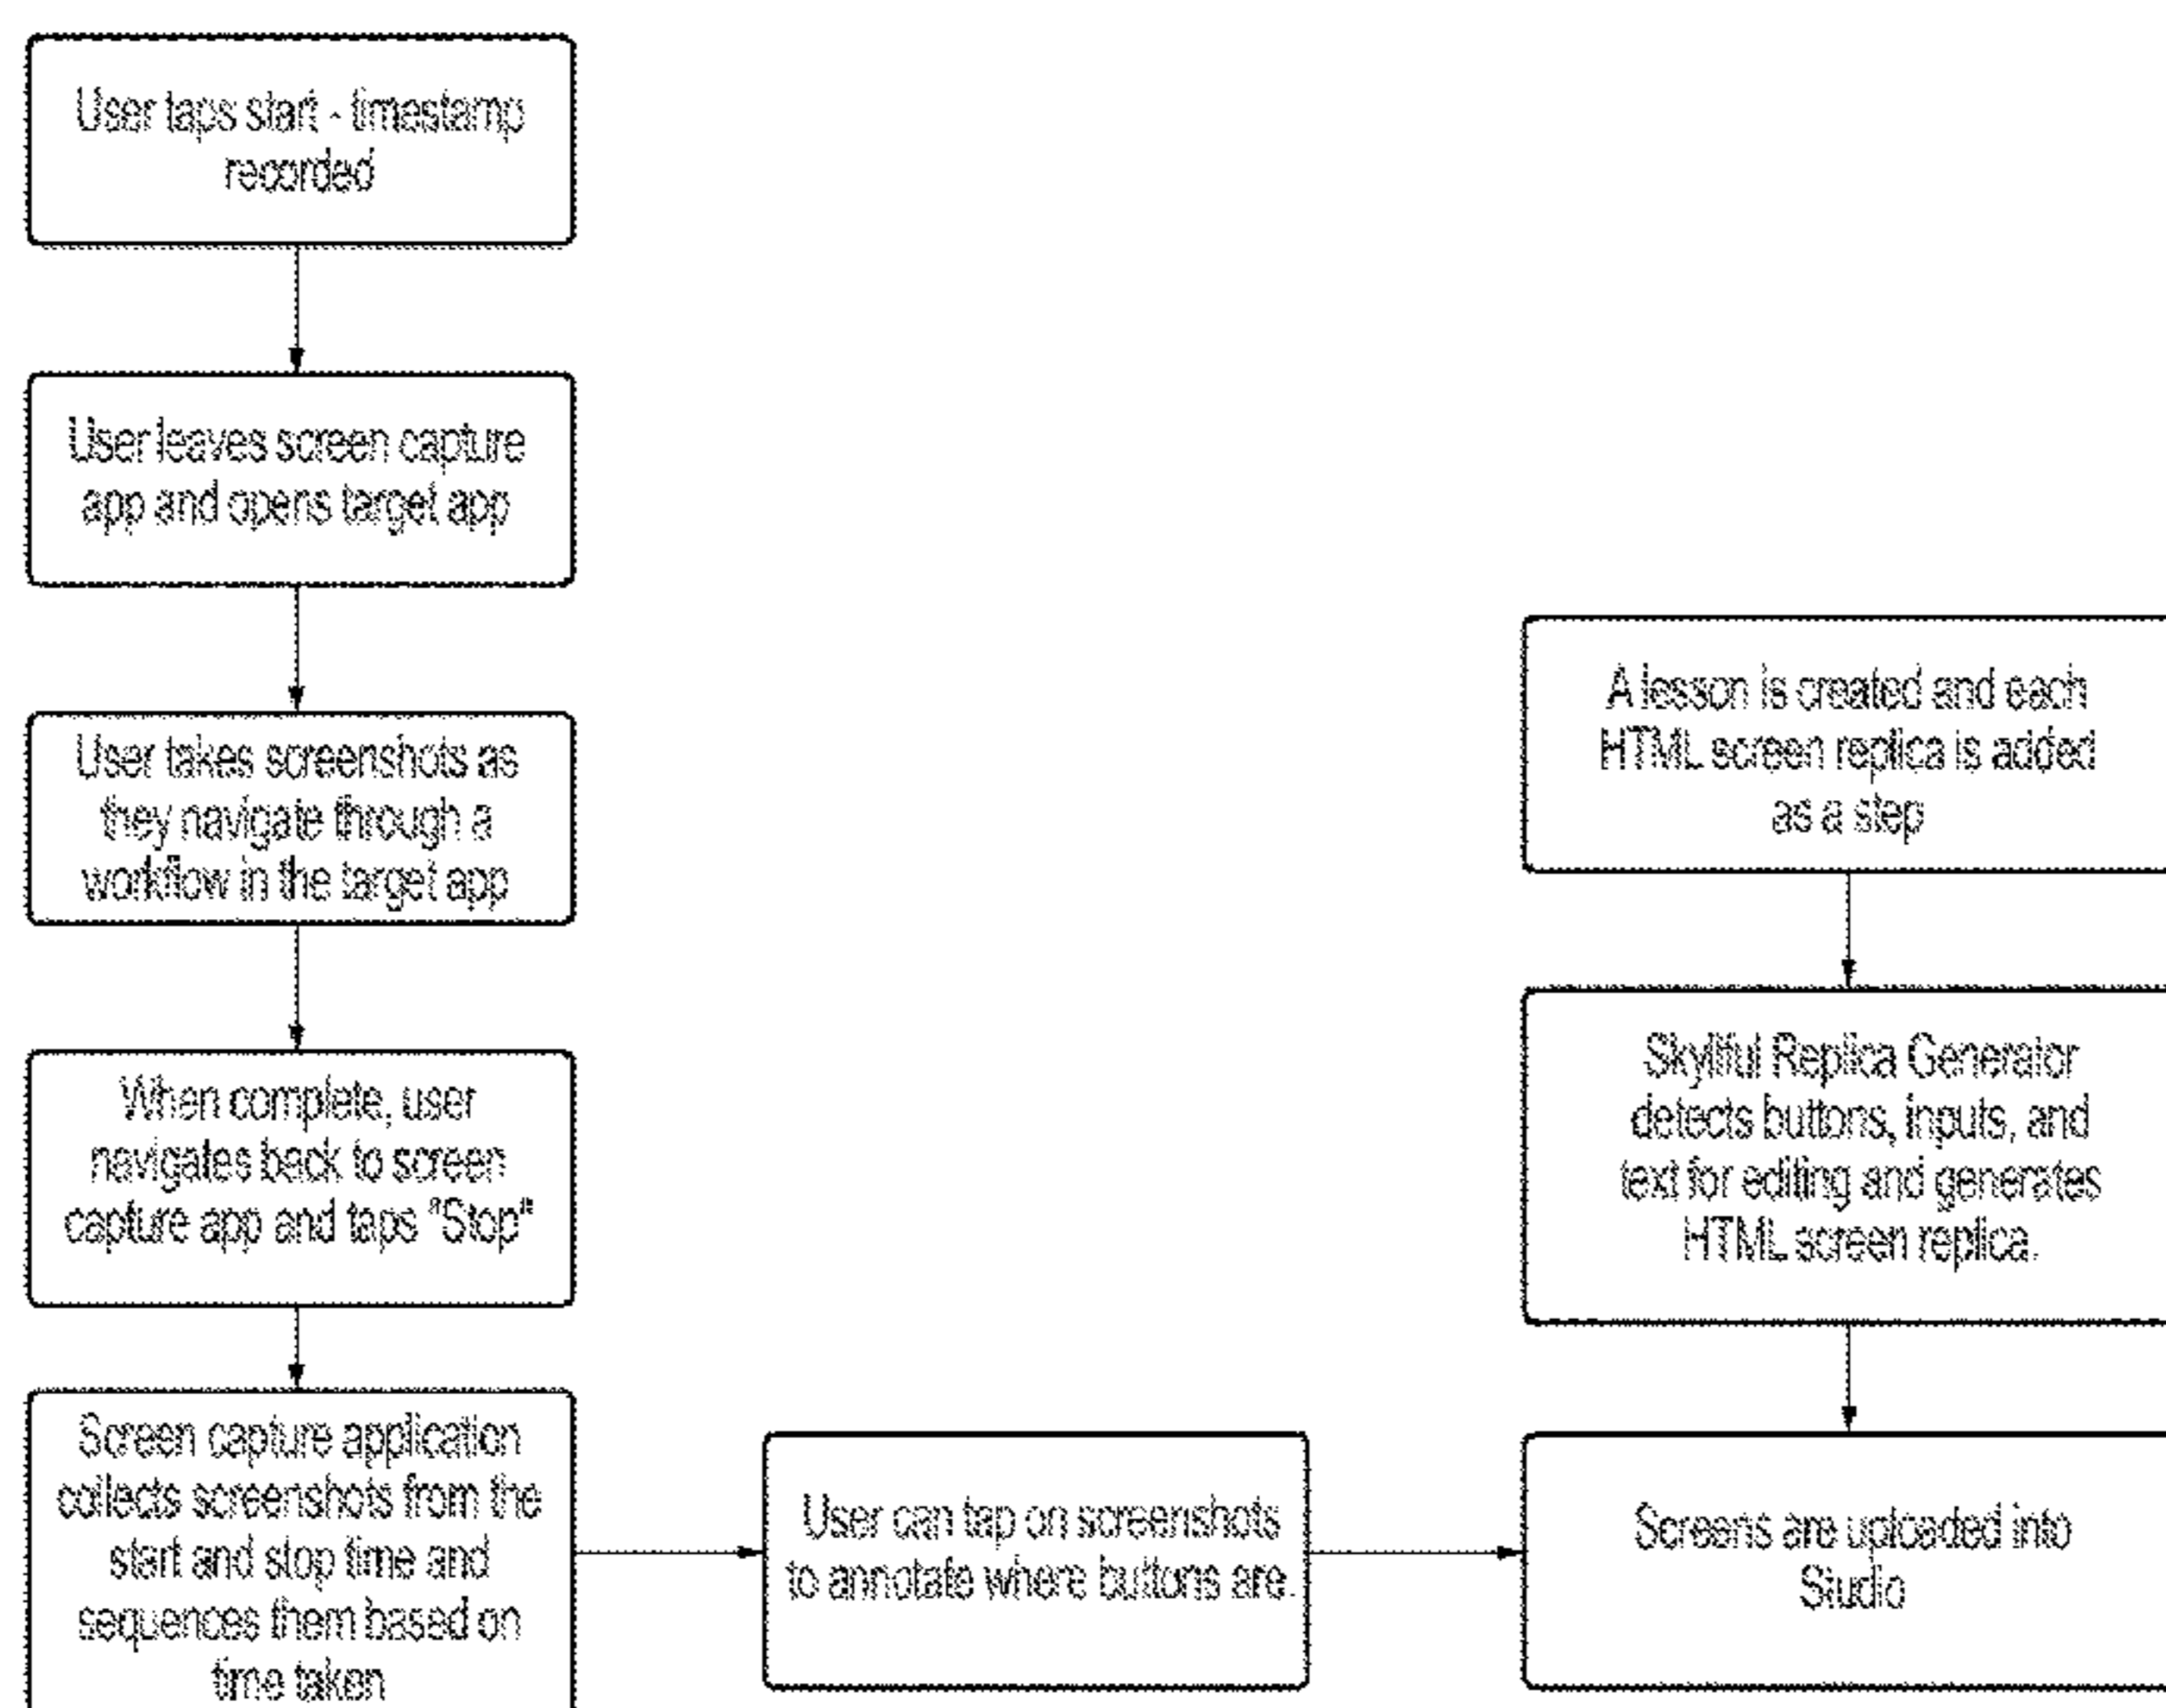 User taps start - timestamp
recorded
User leaves screen capture
app and opens target app
User takes screenshots as
they navigate through a
workflow in the target app
When complete, user
navigates back to screen
capture app and taps "Stop"
Screen capture application
collects screenshots from the
start and stop time and
sequences them based on
time taken
User can tap on screenshots
to annotate where buttons are.
A lesson is created and each
HTML screen replica is added
as a step
Skyllful Replica Generator
detects buttons, inputs, and
text for editing and generates
HTML screen replica.
Screens are uploaded into
Studio